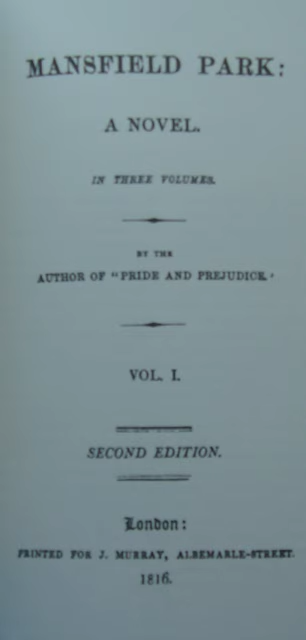 MANSFIELD PARK:
A NOVEL.
IN THREE VOLUMES.
BY THE
AUTHOR OF "PRIDE AND PREJUDICE."
VOL. I.
SECOND EDITION.
London:
PRINTED FOR J. MURRAY, ALBEMARLE-STREET.
1816.